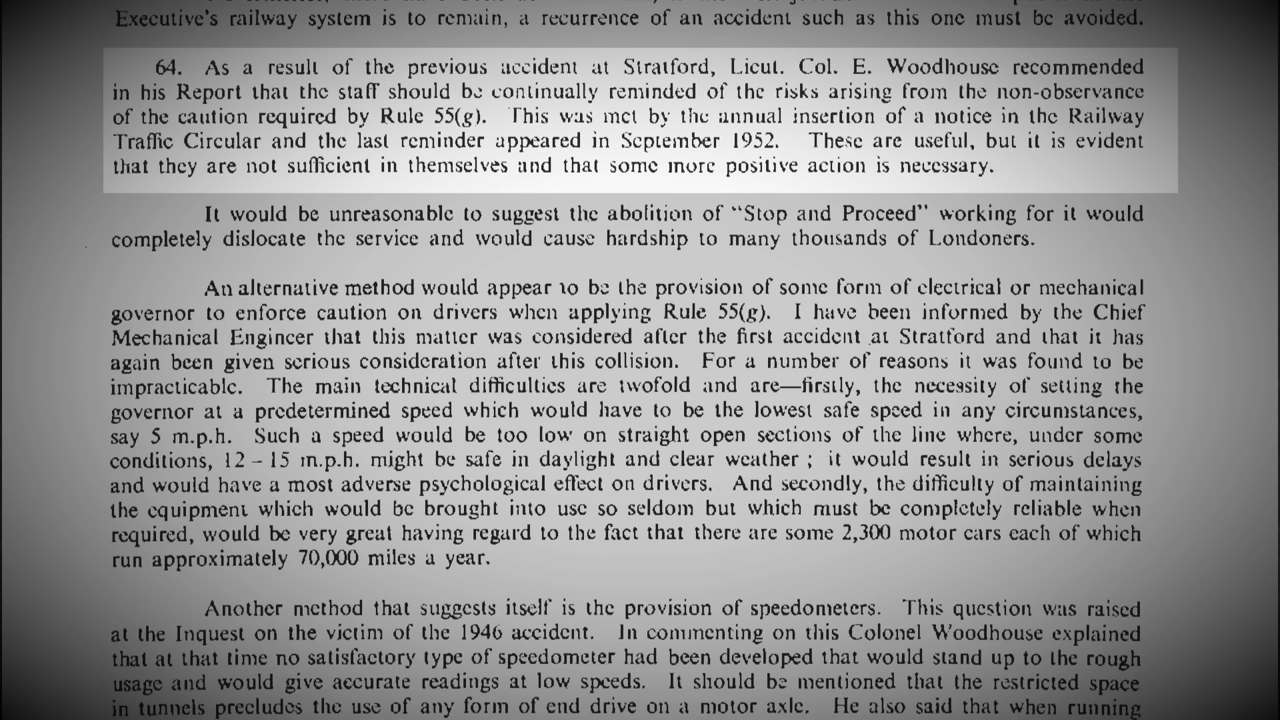 Executive's railway system is to remain, a recurrence of an accident such as this one must be avoided.
64. As a result of the previous accident at Stratford, Lieut. Col. E. Woodhouse recommended
in his Report that the staff should be continually reminded of the risks arising from the non-observance
of the caution required by Rule 55(g). This was met by the annual insertion of a notice in the Railway
Traffic Circular and the last reminder appeared in September 1952. These are useful, but it is evident
that they are not sufficient in themselves and that some more positive action is necessary.
It would be unreasonable to suggest the abolition of "Stop and Proceed" working for it would
completely dislocate the service and would cause hardship to many thousands of Londoners.
An alternative method would appear to be the provision of some form of electrical or mechanical
governor to enforce caution on drivers when applying Rule 55(g). I have been informed by the Chief
Mechanical Engineer that this matter was considered after the first accident at Stratford and that it has
again been given serious consideration after this collision. For a number of reasons it was found to be
impracticable. The main technical difficulties are twofold and are—firstly, the necessity of setting the
governor at a predetermined speed which would have to be the lowest safe speed in any circumstances,
say 5 m.p.h. Such a speed would be too low on straight open sections of the line where, under some
conditions, 12 – 15 m.p.h. might be safe in daylight and clear weather ; it would result in serious delays
and would have a most adverse psychological effect on drivers. And secondly, the difficulty of maintaining
the equipment which would be brought into use so seldom but which must be completely reliable when
required, would be very great having regard to the fact that there are some 2,300 motor cars each of which
run approximately 70,000 miles a year.
Another method that suggests itself is the provision of speedometers. This question was raised
at the Inquest on the victim of the 1946 accident. In commenting on this Colonel Woodhouse explained
that at that time no satisfactory type of speedometer had been developed that would stand up to the rough
usage and would give accurate readings at low speeds. It should be mentioned that the restricted space
in tunnels precludes the use of any form of end drive on a motor axle. He also said that when running